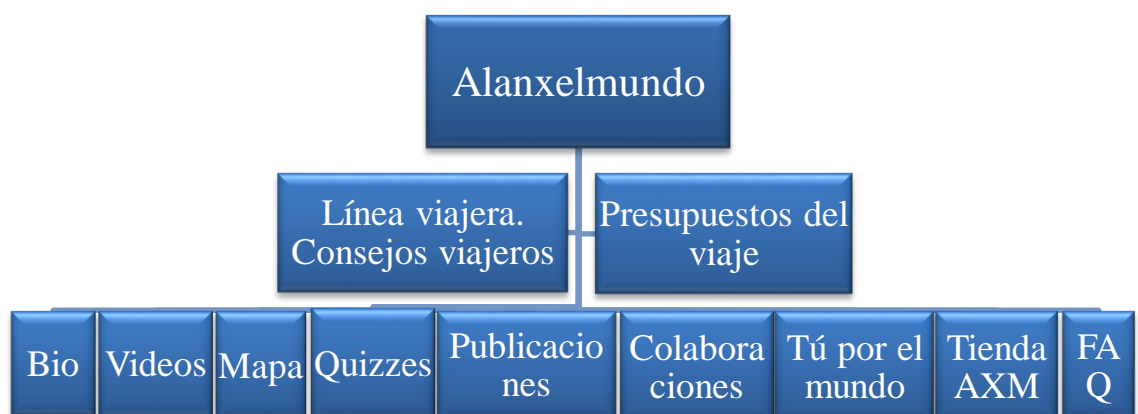 Alanxelmundo
Línea viajera.
Consejos viajeros
Presupuestos del
viaje
Bio
Videos
Mapa
Quizzes
Publicacio
nes
Colabora
ciones
Tú por el
mundo
Tienda
AXM
FA
Q